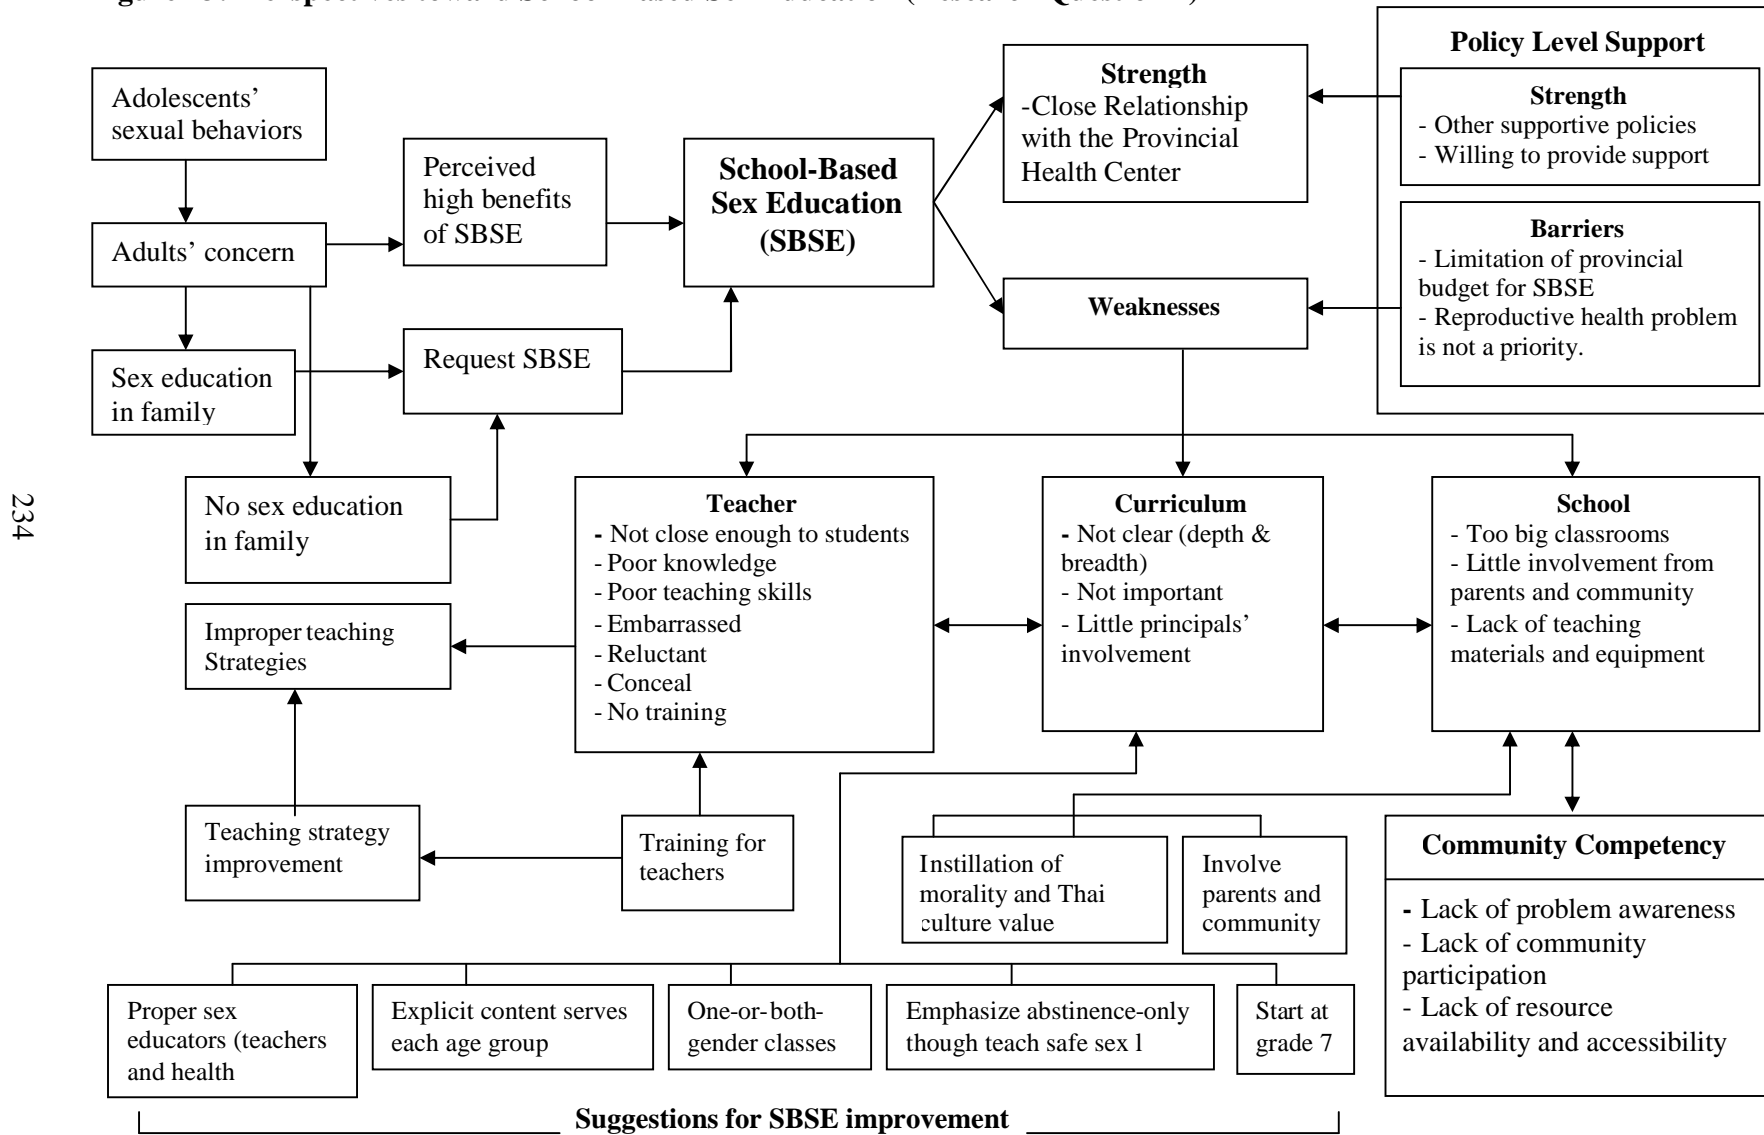 Adolescents’
sexual behaviors
Adults’ concern
Sex education
in family
No sex education
in family
Perceived
high benefits
of SBSE
Request SBSE
School-Based
Sex Education
(SBSE)
Strength
-Close Relationship
with the Provincial
Health Center
Weaknesses
Policy Level Support
Strength
- Other supportive policies
- Willing to provide support
Barriers
- Limitation of provincial
budget for SBSE
- Reproductive health problem
is not a priority.
234
Teacher
- Not close enough to students
- Poor knowledge
- Poor teaching skills
- Embarrassed
- Reluctant
- Conceal
- No training
Curriculum
- Not clear (depth &
breadth)
- Not important
- Little principals’
involvement
School
- Too big classrooms
- Little involvement from
parents and community
- Lack of teaching
materials and equipment
Improper teaching
Strategies
Teaching strategy
improvement
Training for
teachers
Instillation of
morality and Thai
culture value
Involve
parents and
community
Community Competency
- Lack of problem awareness
- Lack of community
participation
- Lack of resource
availability and accessibility
Proper sex
educators (teachers
and health
Explicit content serves
each age group
One-or-both-
gender classes
Emphasize abstinence-only
though teach safe sex l
Start at
grade 7
Suggestions for SBSE improvement